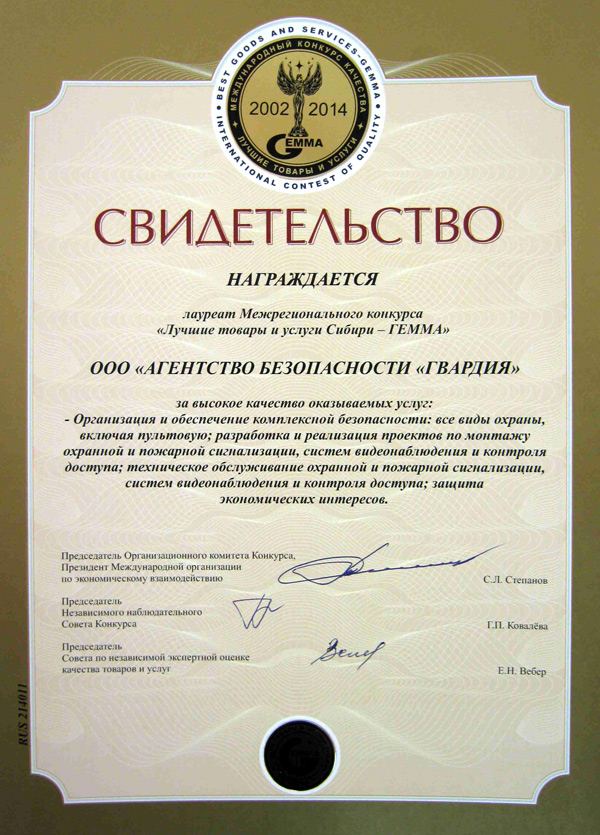 BEST GOODS AND SERVICES-GEMMA
INTERNATIONAL CONTEST OF QUALITY
МЕЖДУНАРОДНЫЙ КОНКУРС КАЧЕСТВА
2002 2014
GEMMA
ЛУЧШИЕ ТОВАРЫ И УСЛУГИ
СВИДЕТЕЛЬСТВО
НАГРАЖДАЕТСЯ
лауреат Межрегионального конкурса
«Лучшие товары и услуги Сибири – ГЕММА»
ООО «АГЕНТСТВО БЕЗОПАСНОСТИ «ГВАРДИЯ»
за высокое качество оказываемых услуг:
- Организация и обеспечение комплексной безопасности: все виды охраны,
включая пультовую; разработка и реализация проектов по монтажу
охранной и пожарной сигнализации, систем видеонаблюдения и контроля
доступа; техническое обслуживание охранной и пожарной сигнализации,
систем видеонаблюдения и контроля доступа; защита
экономических интересов.
Председатель Организационного комитета Конкурса,
Президент Международной организации
по экономическому взаимодействию
С.Л. Степанов
Председатель
Независимого наблюдательного
Совета Конкурса
Г.П. Ковалёва
Председатель
Совета по независимой экспертной оценке
качества товаров и услуг
Е.Н. Вебер
RUS 214011